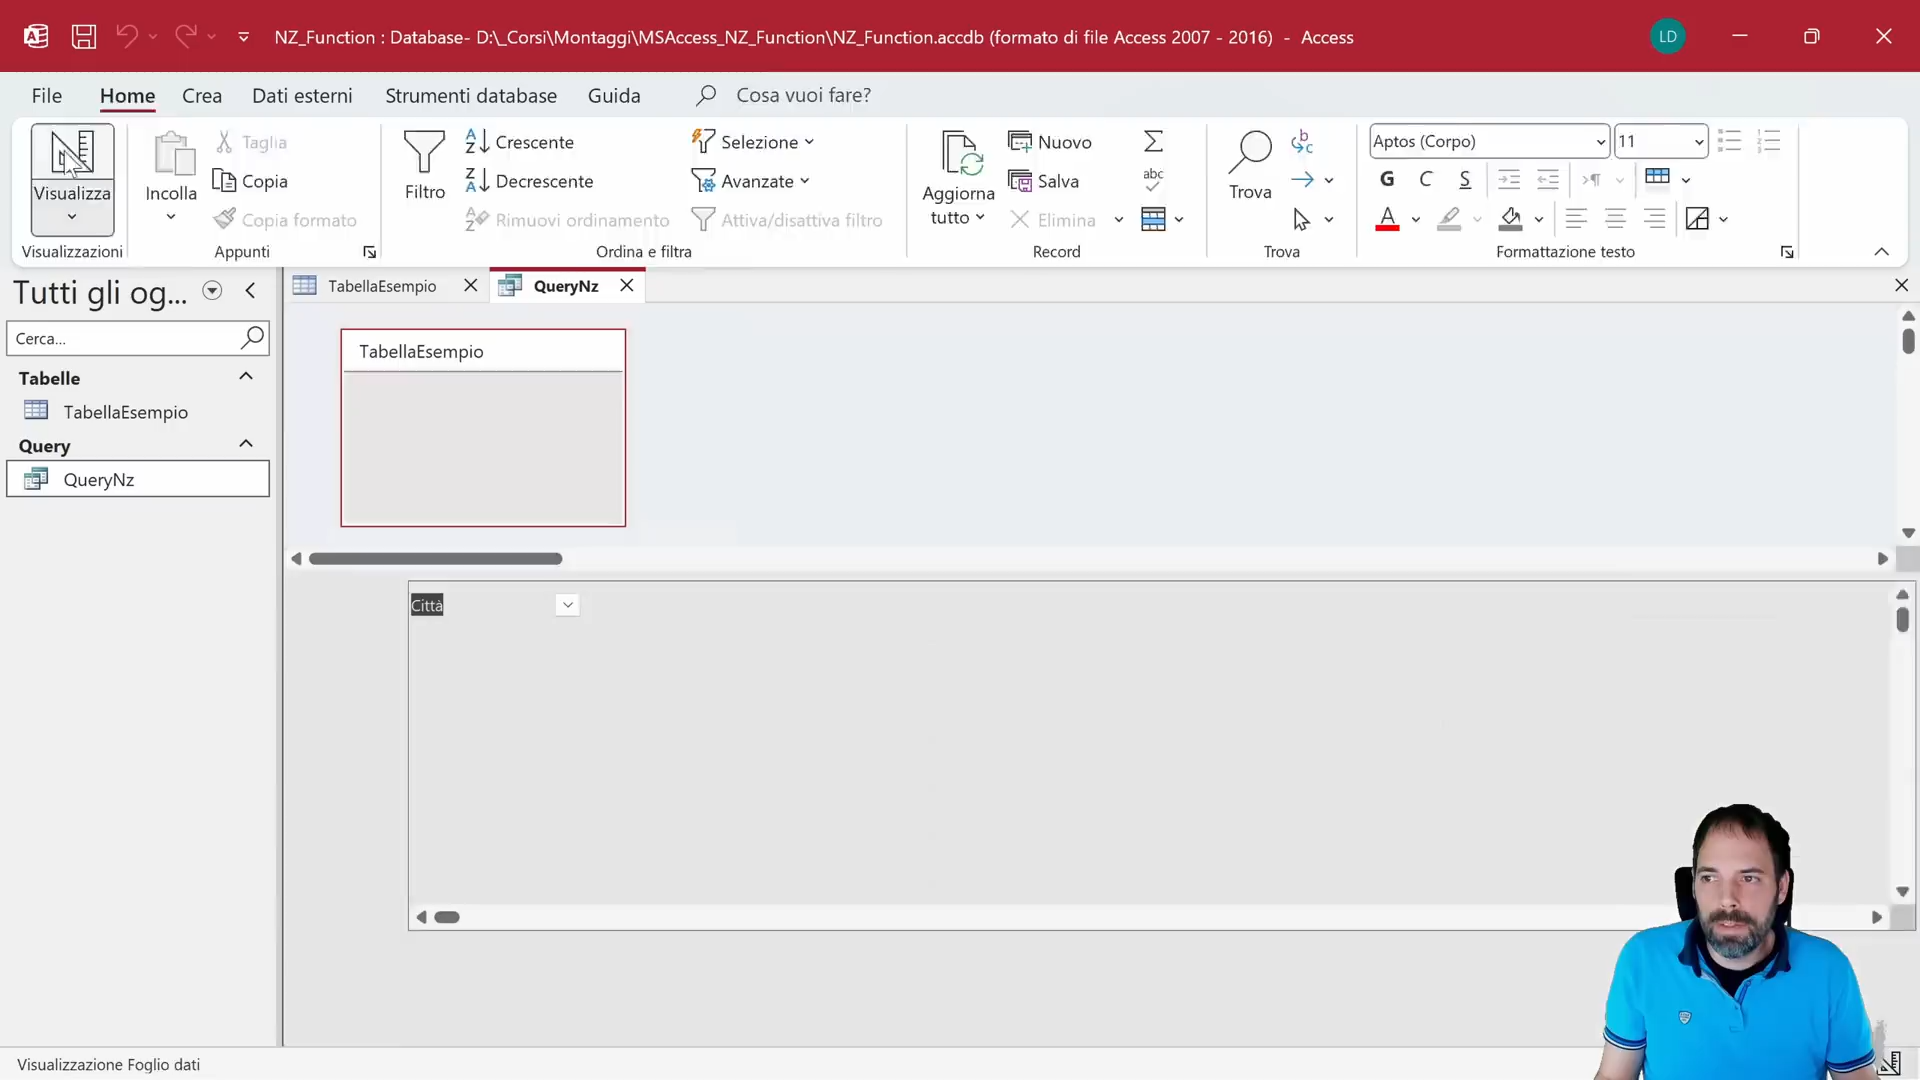 NZ_Function : Database- D:\_Corsi\Montaggi\MSAccess_NZ_Function\NZ_Function.accdb (formato di file Access 2007 - 2016) - Access
LD
File Home Crea Dati esterni Strumenti database Guida Cosa vuoi fare?
Visualizza
Visualizzazioni
Incolla
Taglia
Copia
Copia formato
Appunti
Filtro
Crescente
Decrescente
Rimuovi ordinamento
Selezione
Avanzate
Attiva/disattiva filtro
Ordina e filtra
Aggiorna
tutto
Nuovo
Salva
Elimina
Record
Trova
Trova
Aptos (Corpo)
11
G C S
Formattazione testo
Tutti gli og...
Cerca...
Tabelle
TabellaEsempio
Query
QueryNz
TabellaEsempio
QueryNz
TabellaEsempio
Città
Visualizzazione Foglio dati